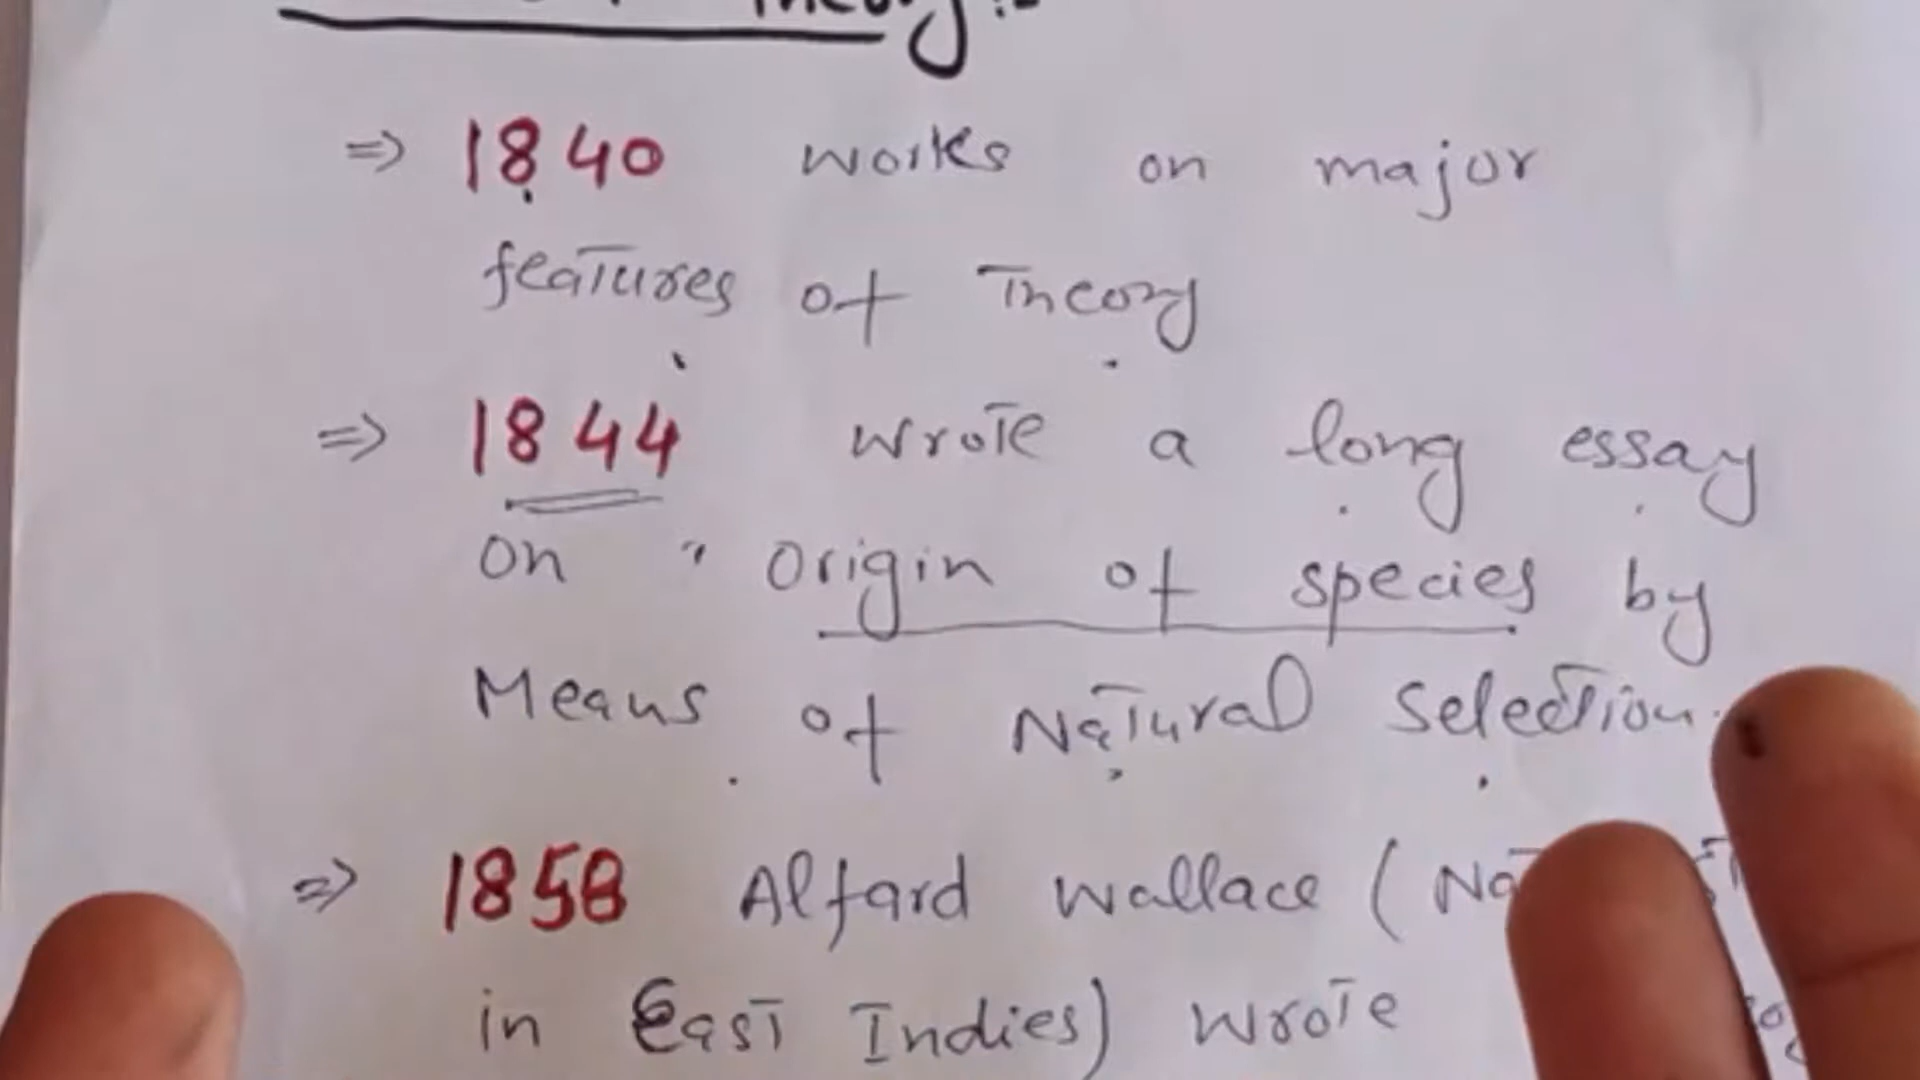 Theory:-
⇒ 1840 works on major
features of Theory
⇒ 1844 wrote a long essay
on " Origin of species by
Means of Natural Selection.
⇒ 1858 Alfard Wallace (
in East Indies) wrote